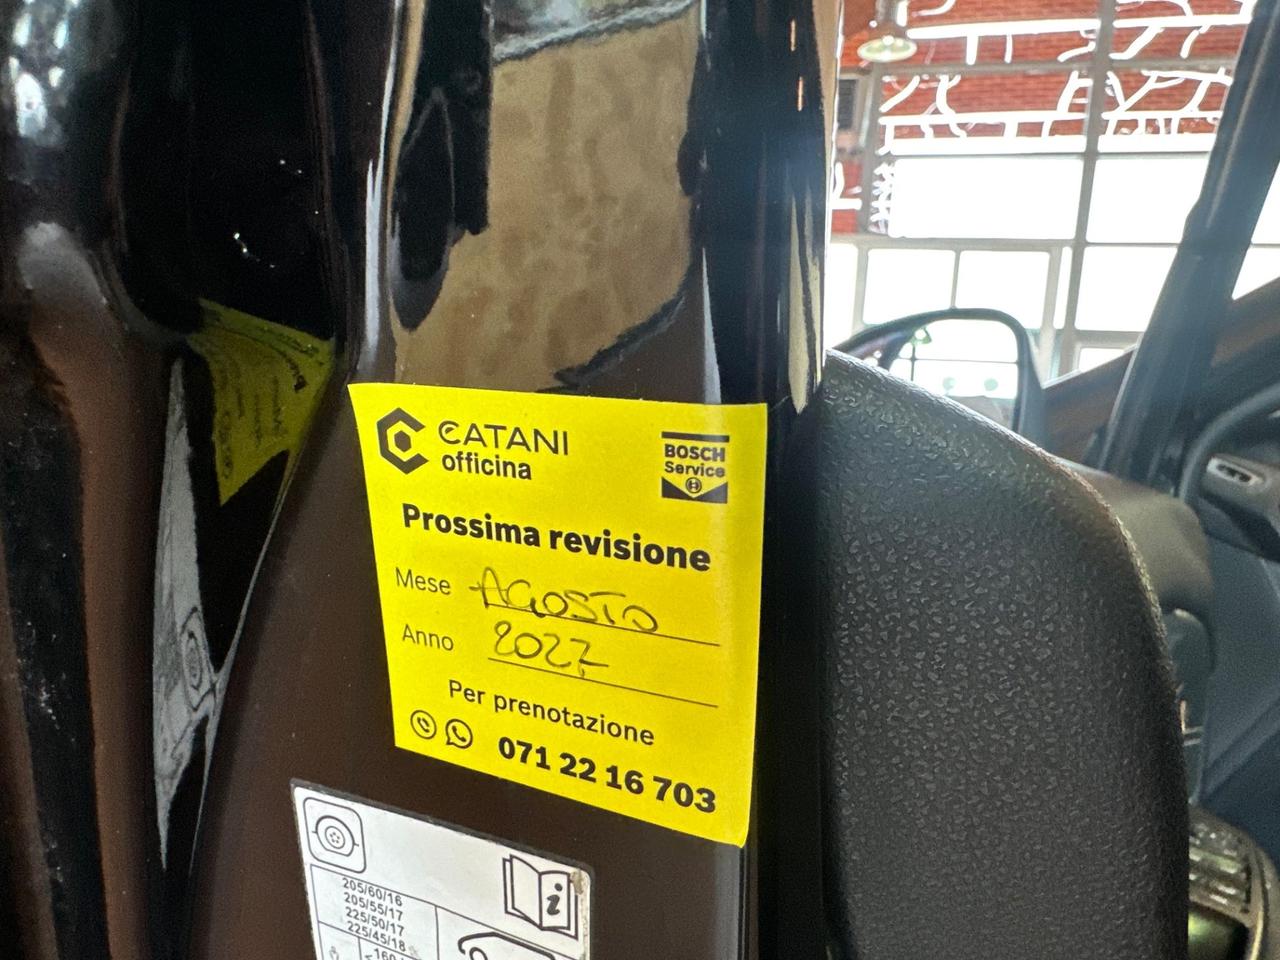 CATANI
officina
BOSCH
Service
Prossima revisione
Mese AGOSTO
Anno 2027
Per prenotazione
071 22 16 703
i
205/60/16
205/55/17
225/50/17
225/45/18